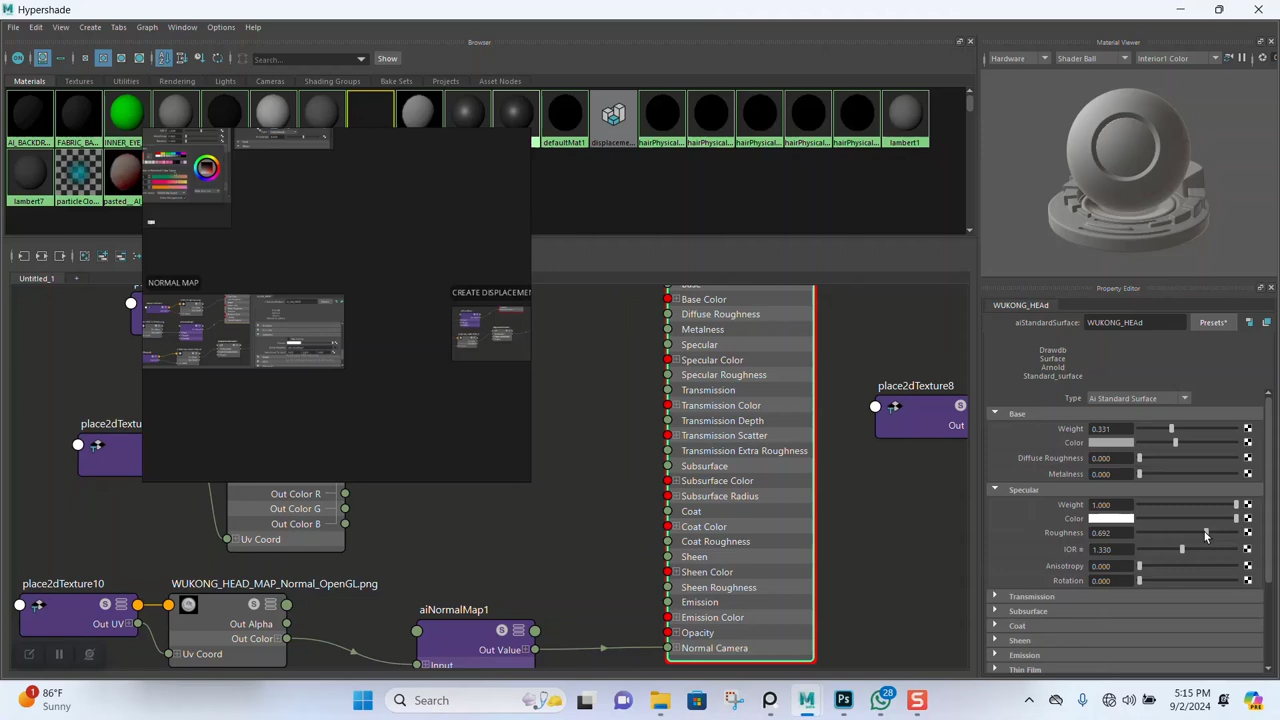 Hypershade
File Edit View Create Tabs Graph Window Options Help
Browser
Material Viewer
ON Search... Show
Hardware Shader Ball Interior1 Color
Materials Textures Utilities Rendering Lights Cameras Shading Groups Bake Sets Projects Asset Nodes
AI_BACKDR FABRIC_BA INNER_EYE defaultMat1 displaceme... hairPhysical... hairPhysical... hairPhysical... hairPhysical... hairPhysical... lambert1
lambert7 particleClo... pasted__Al
Untitled_1 +
NORMAL MAP
CREATE DISPLACEMEN
Property Editor
WUKONG_HEAd
aiStandardSurface: WUKONG_HEAd Presets*
Drawdb
Surface
Arnold
Standard_surface
Type Ai Standard Surface
Base
Weight 0.331
Color
Diffuse Roughness 0.000
Metalness 0.000
Specular
Weight 1.000
Color
Roughness 0.692
IOR 1.330
Anisotropy 0.000
Rotation 0.000
Transmission
Subsurface
Coat
Sheen
Emission
Thin Film
Base
Base Color
Diffuse Roughness
Metalness
Specular
Specular Color
Specular Roughness
Transmission
Transmission Color
Transmission Depth
Transmission Scatter
Transmission Extra Roughness
Subsurface
Subsurface Color
Subsurface Radius
Coat
Coat Color
Coat Roughness
Sheen
Sheen Color
Sheen Roughness
Emission
Emission Color
Opacity
Normal Camera
place2dTexture8
Out
place2dTextu
Out Color R
Out Color G
Out Color B
Uv Coord
place2dTexture10
Out UV
WUKONG_HEAD_MAP_Normal_OpenGL.png
Out Alpha
Out Color
Uv Coord
aiNormalMap1
Out Value
Input
1
86°F
Sunny
Search
28
5:15 PM
9/2/2024